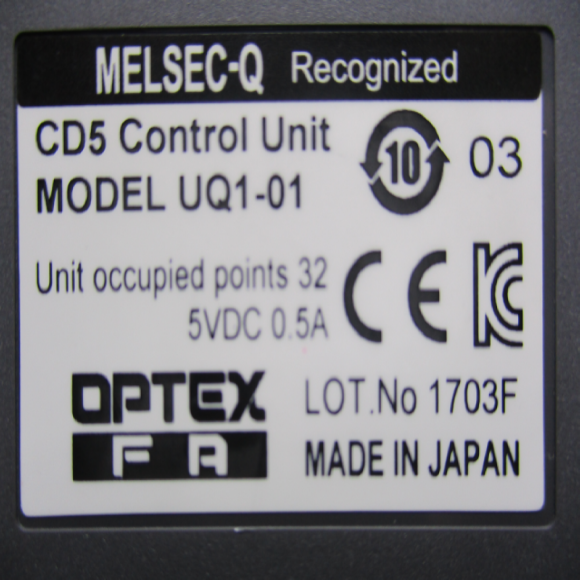 MELSEC-Q Recognized
CD5 Control Unit
MODEL UQ1-01
10 03
Unit occupied points 32
5VDC 0.5A
CE KC
OPTEX
FA
LOT.No 1703F
MADE IN JAPAN